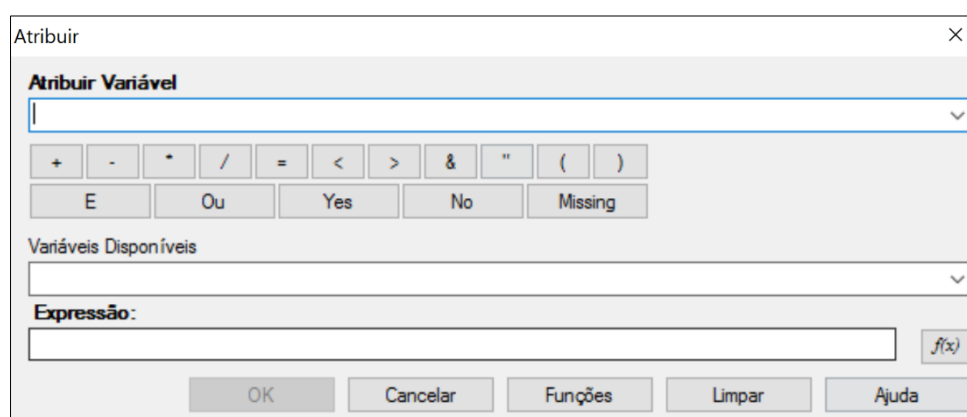 Atribuir
Atribuir Variável
+ - * / = < > & " ( )
E Ou Yes No Missing
Variáveis Disponíveis
Expressão:
f(x)
OK Cancelar Funções Limpar Ajuda